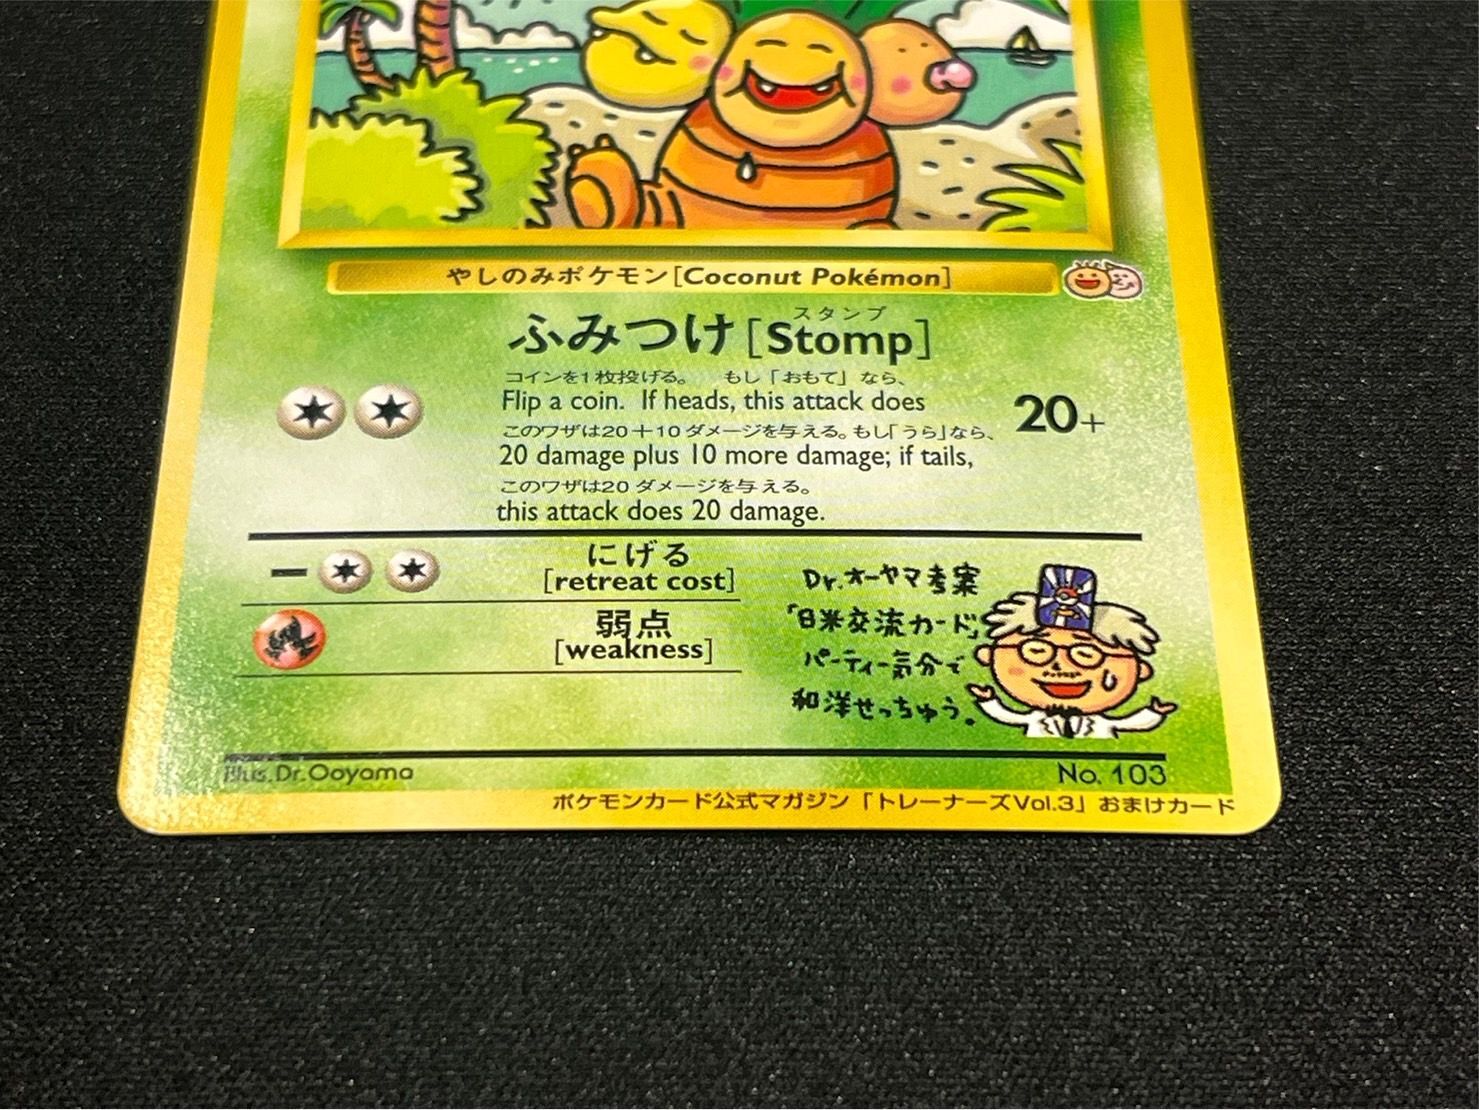 やしのみポケモン[Coconut Pokémon]
スタンプ
ふみつけ[Stomp]
コインを1枚投げる。 もし「おもて」なら、
Flip a coin. If heads, this attack does
このワザは20+10ダメージを与える。もし「うら」なら、
20 damage plus 10 more damage; if tails,
このワザは20ダメージを与える。
this attack does 20 damage.
20+
にげる
[retreat cost]
弱点
[weakness]
Dr.オーヤマ考案
「日米交流カード」
パーティー気分で
和洋せっちゅう。
Illus.Dr.Ooyama
No. 103
ポケモンカード公式マガジン「トレーナーズVol.3」おまけカード